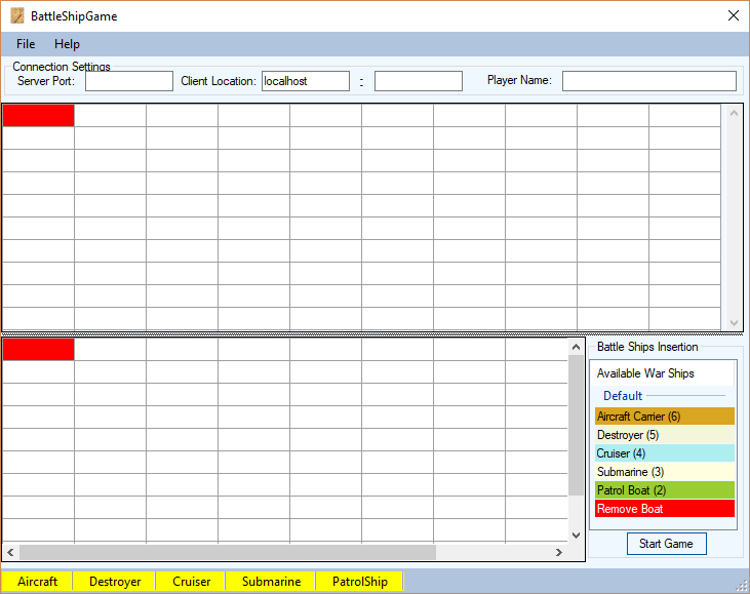 BattleShipGame
File Help
Connection Settings
Server Port: Client Location: localhost : Player Name:
Battle Ships Insertion
Available War Ships
Default
Aircraft Carrier (6)
Destroyer (5)
Cruiser (4)
Submarine (3)
Patrol Boat (2)
Remove Boat
Start Game
Aircraft Destroyer Cruiser Submarine PatrolShip